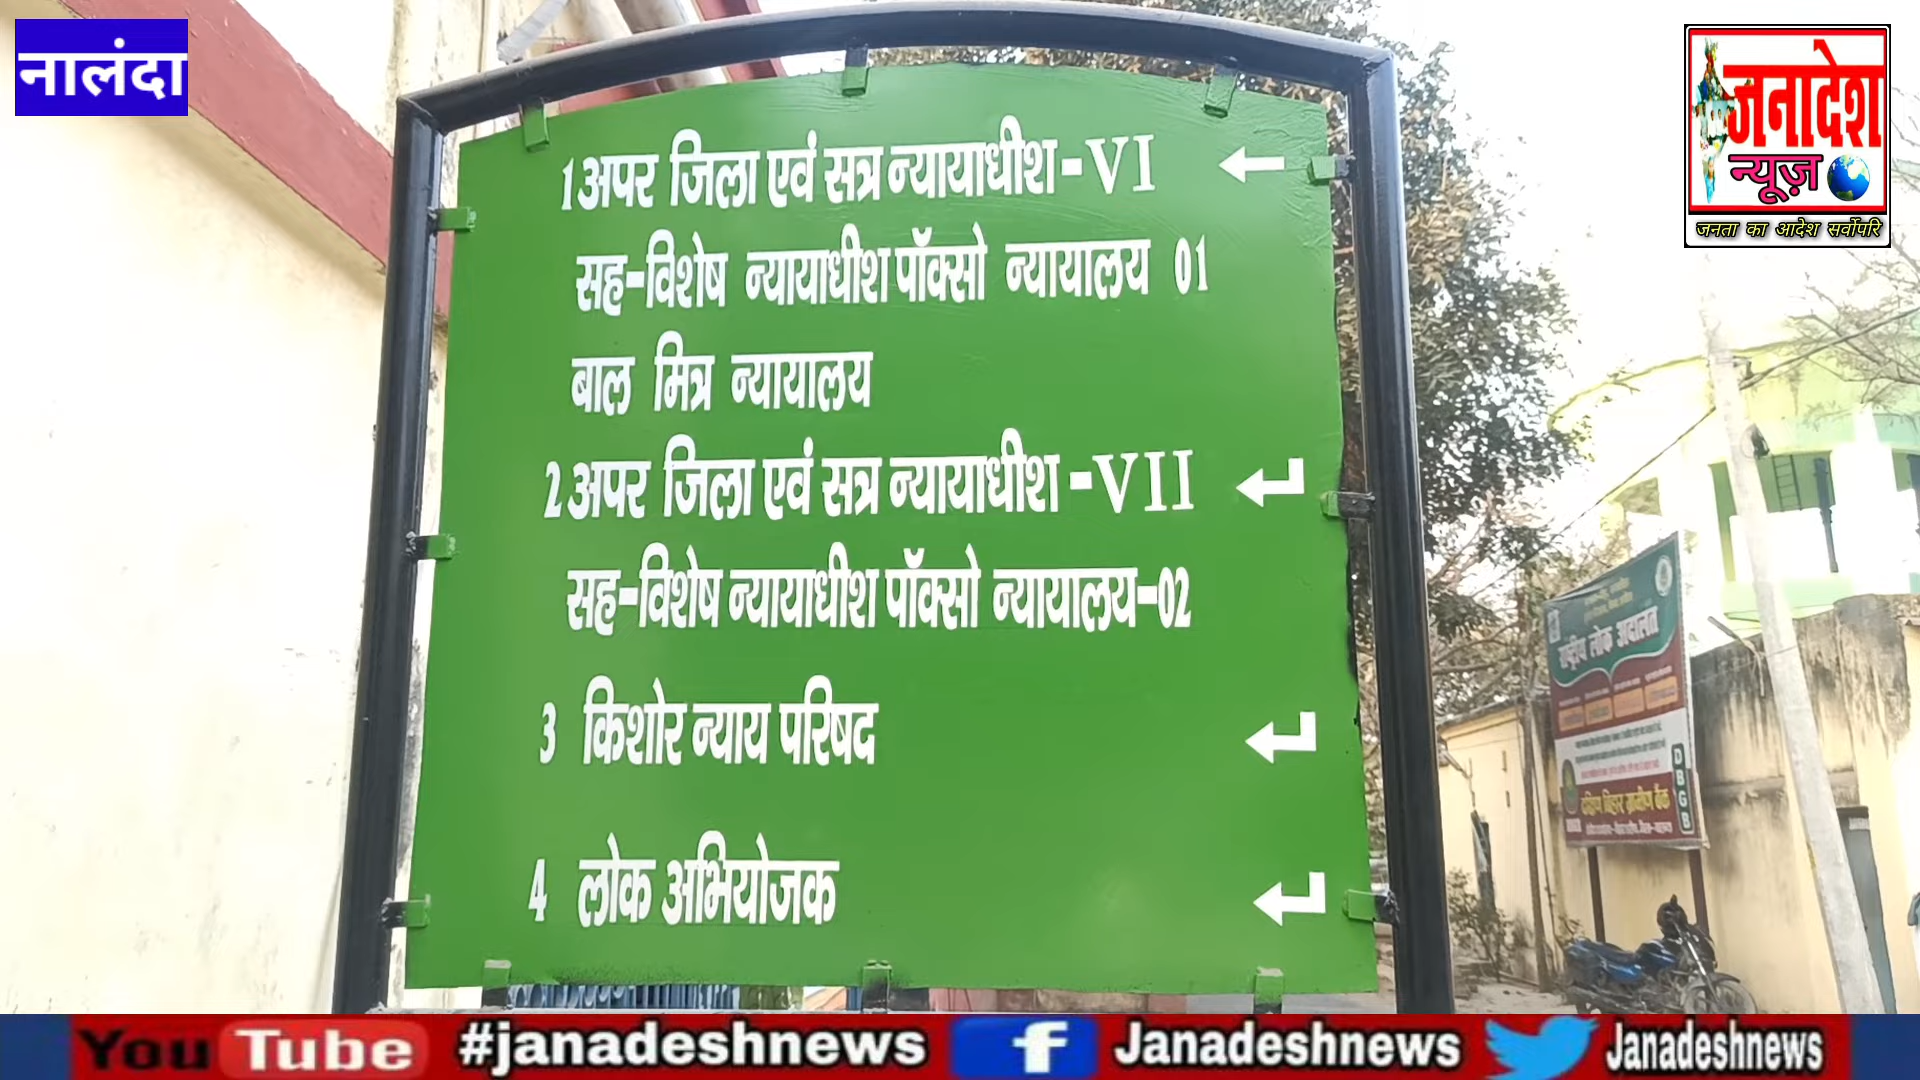 नालंदा
जनादेश
न्यूज़
जनता का आदेश सर्वोपरि
1 अपर जिला एवं सत्र न्यायाधीश - VI
सह-विशेष न्यायाधीश पॉक्सो न्यायालय 01
बाल मित्र न्यायालय
2 अपर जिला एवं सत्र न्यायाधीश - VII
सह-विशेष न्यायाधीश पॉक्सो न्यायालय-02
3 किशोर न्याय परिषद
4 लोक अभियोजक
राष्ट्रीय लोक अदालत
DBGB
दक्षिण बिहार ग्रामीण बैंक
YouTube #janadeshnews f Janadeshnews Janadeshnews